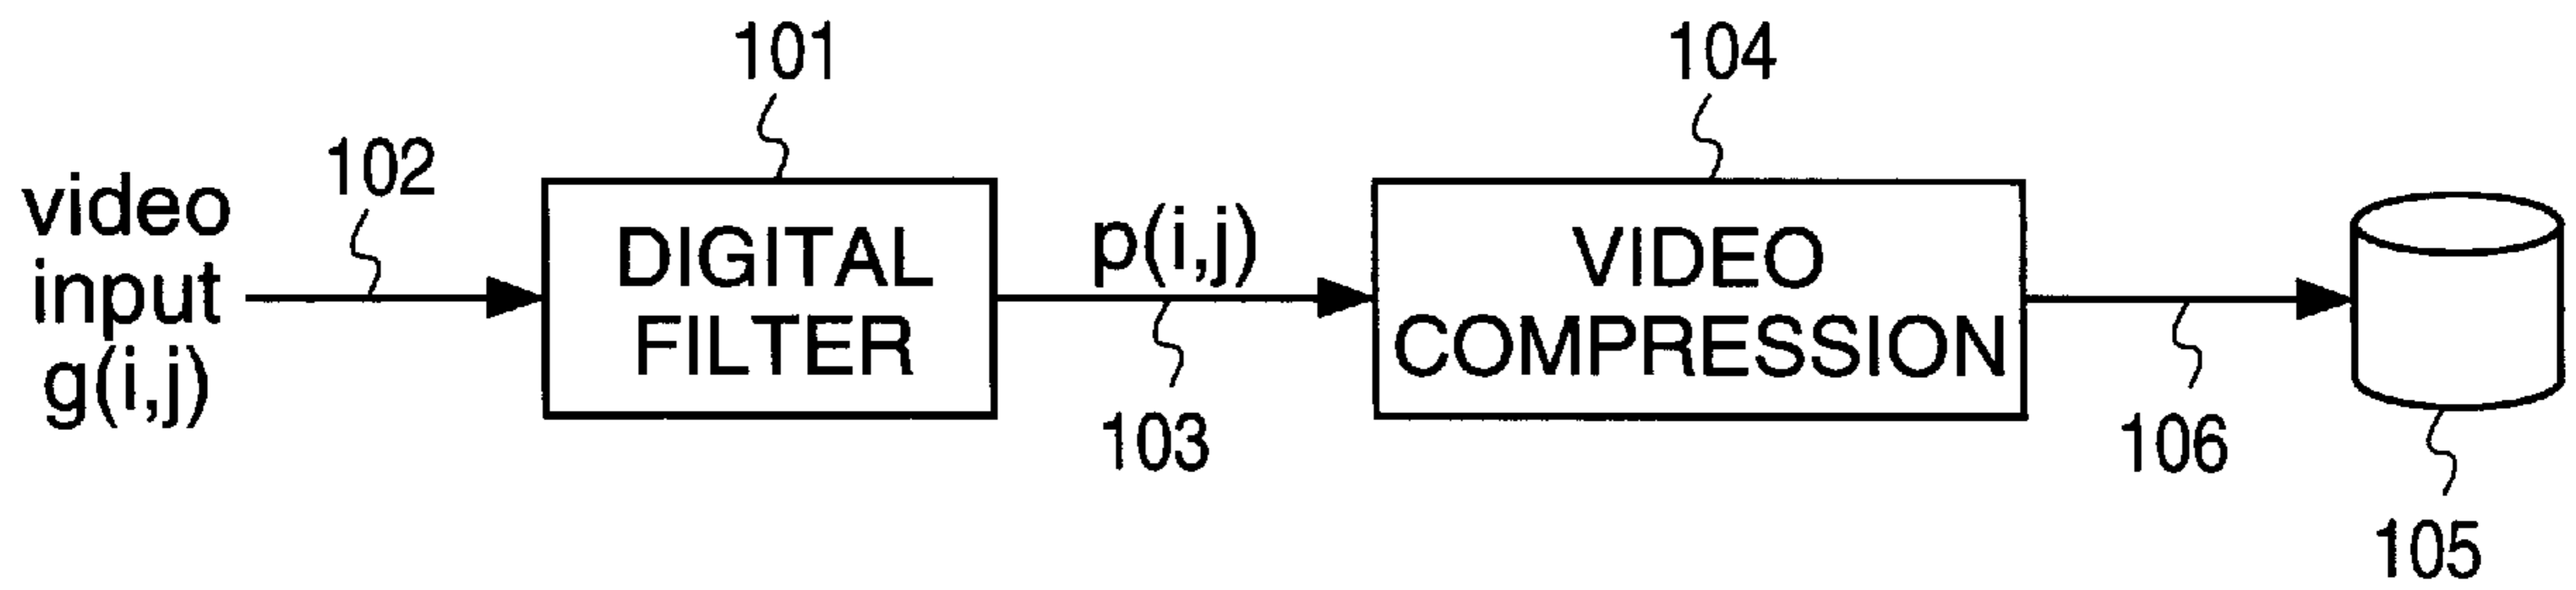 101
104
102
video
input
g(i,j)
DIGITAL
FILTER
p(i,j)
103
VIDEO
COMPRESSION
106
105